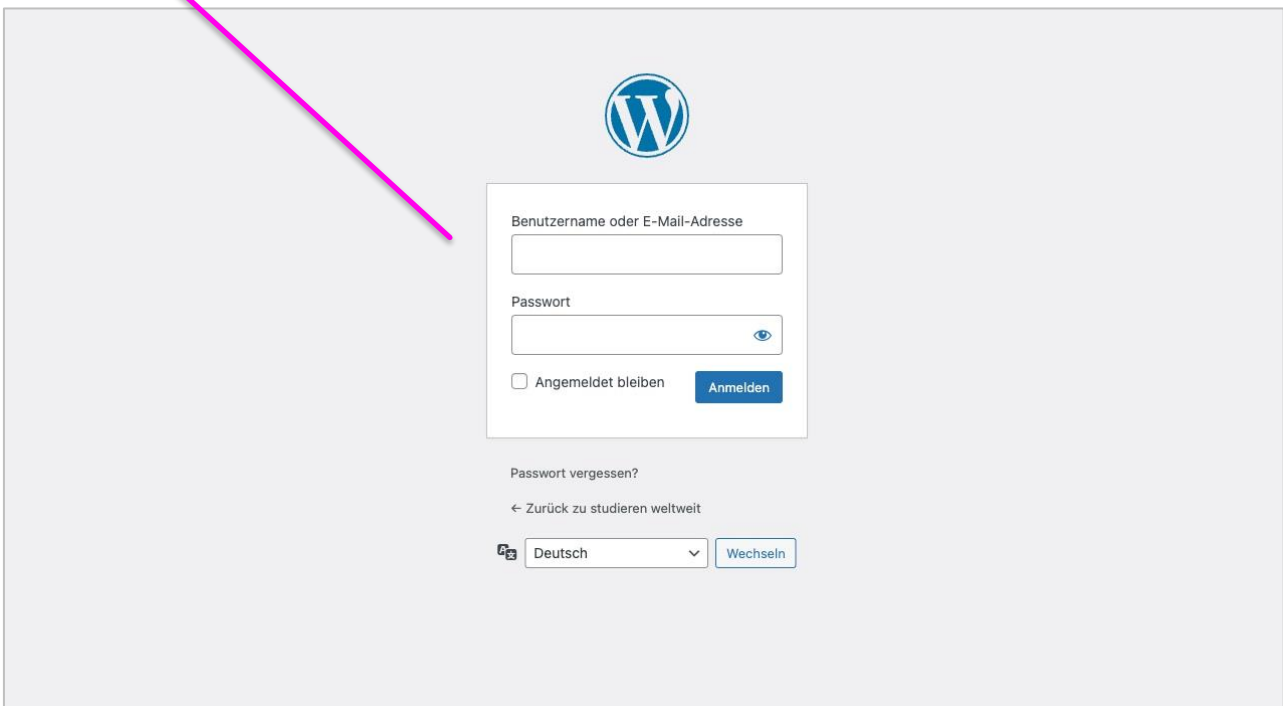 Benutzername oder E-Mail-Adresse
Passwort
Angemeldet bleiben
Anmelden
Passwort vergessen?
← Zurück zu studieren weltweit
Deutsch
Wechseln